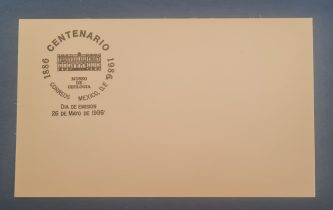 1886 CENTENARIO 1986
MUSEO
DE
GEOLOGIA
CORREOS MEXICO, D.F.
DIA DE EMISION
26 DE MAYO DE 1986